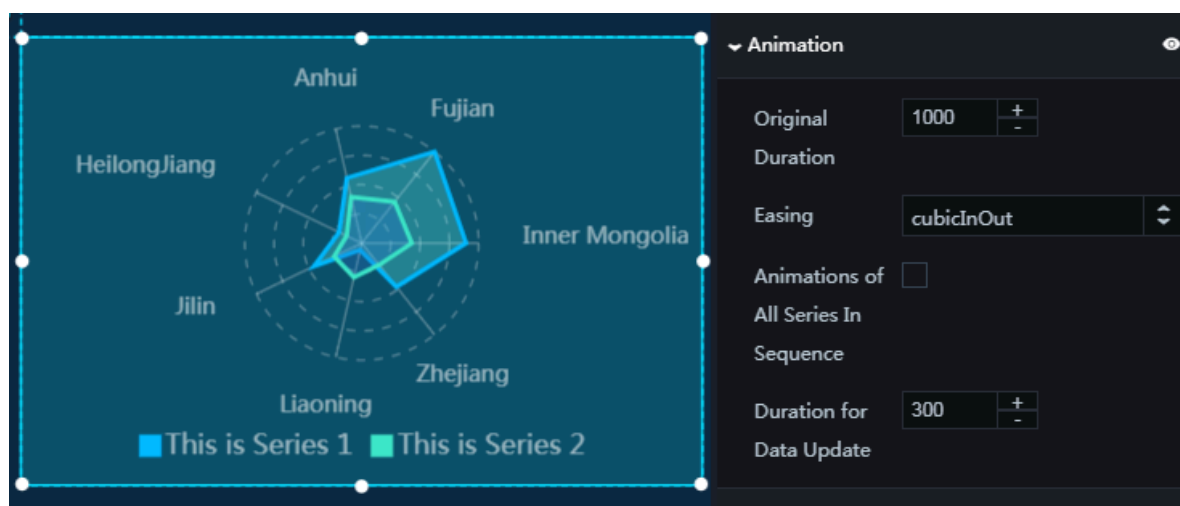 Anhui
Fujian
HeilongJiang
Inner Mongolia
Jilin
Zhejiang
Liaoning
This is Series 1 This is Series 2
Animation
Original
Duration
1000
+
-
Easing
cubicInOut
Animations of
All Series In
Sequence
Duration for
Data Update
300
+
-